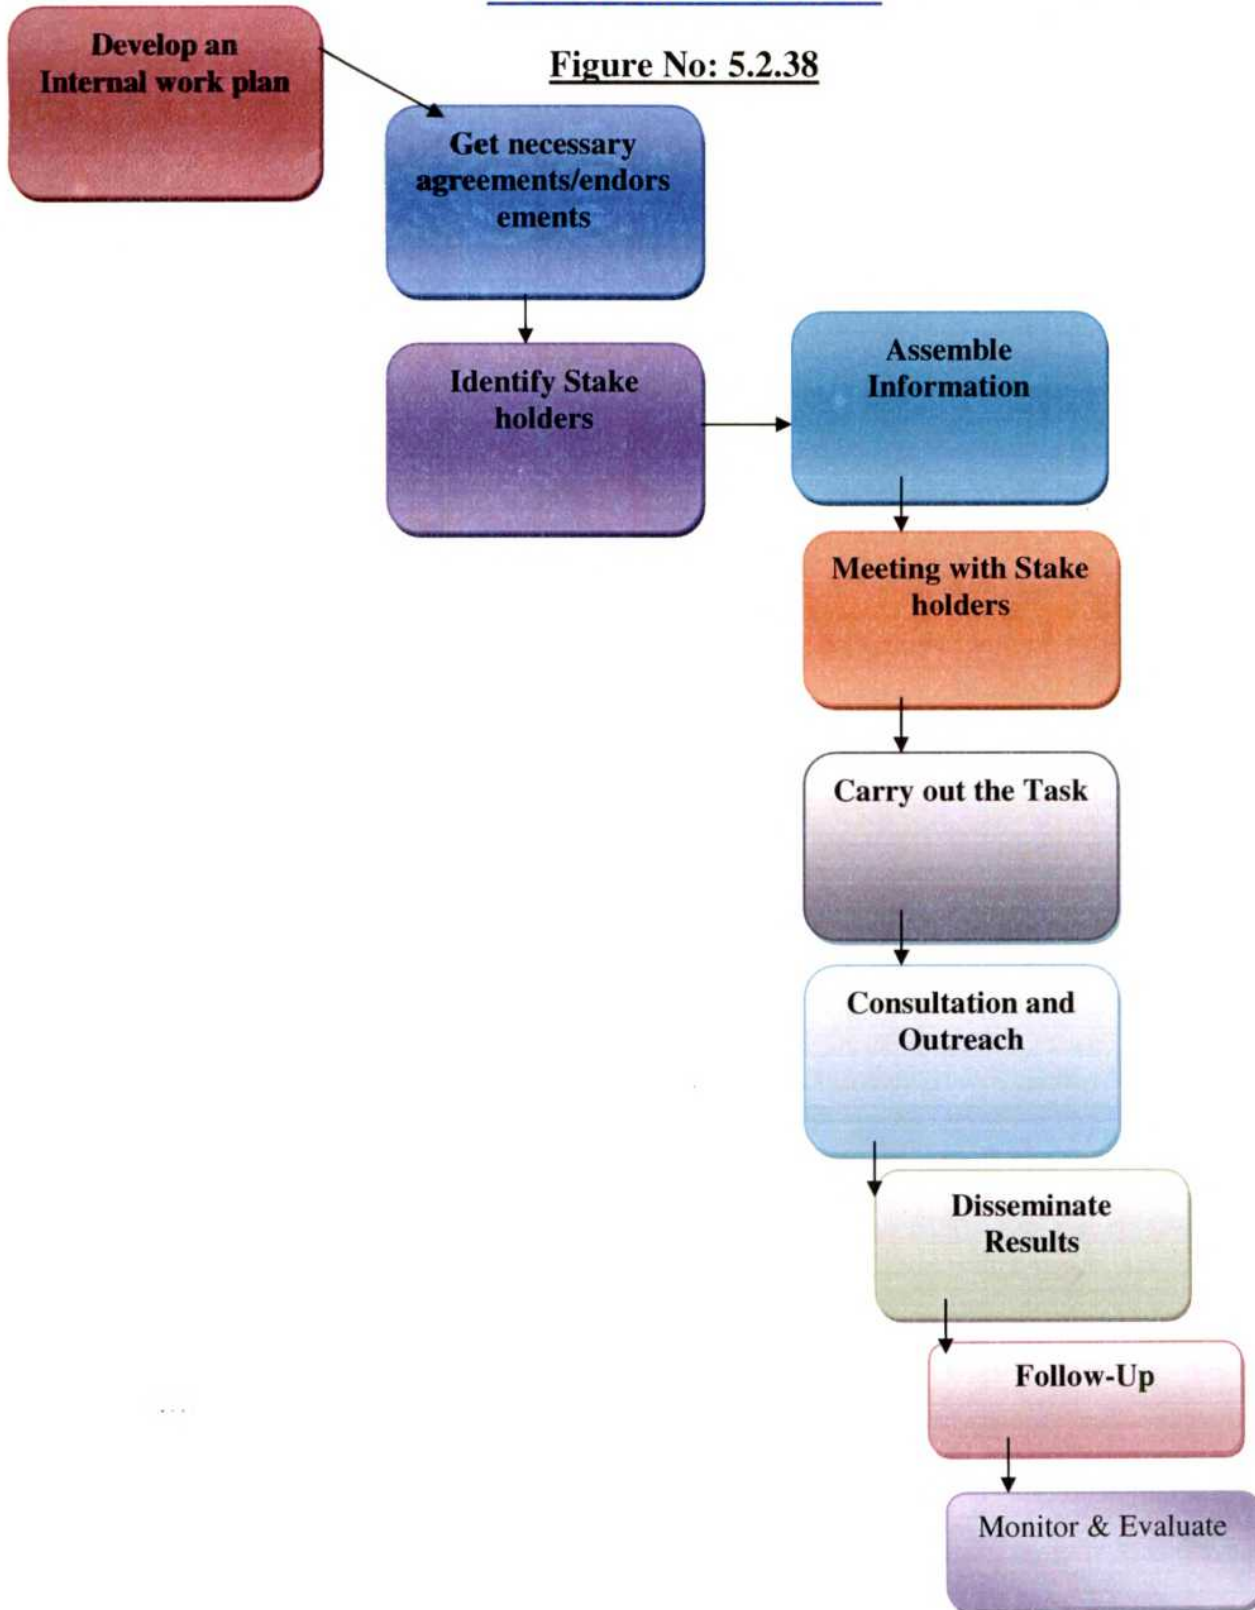 Figure No: 5.2.38
Develop an
Internal work plan
Get necessary
agreements/endors
ements
Identify Stake
holders
Assemble
Information
Meeting with Stake
holders
Carry out the Task
Consultation and
Outreach
Disseminate
Results
Follow-Up
Monitor & Evaluate